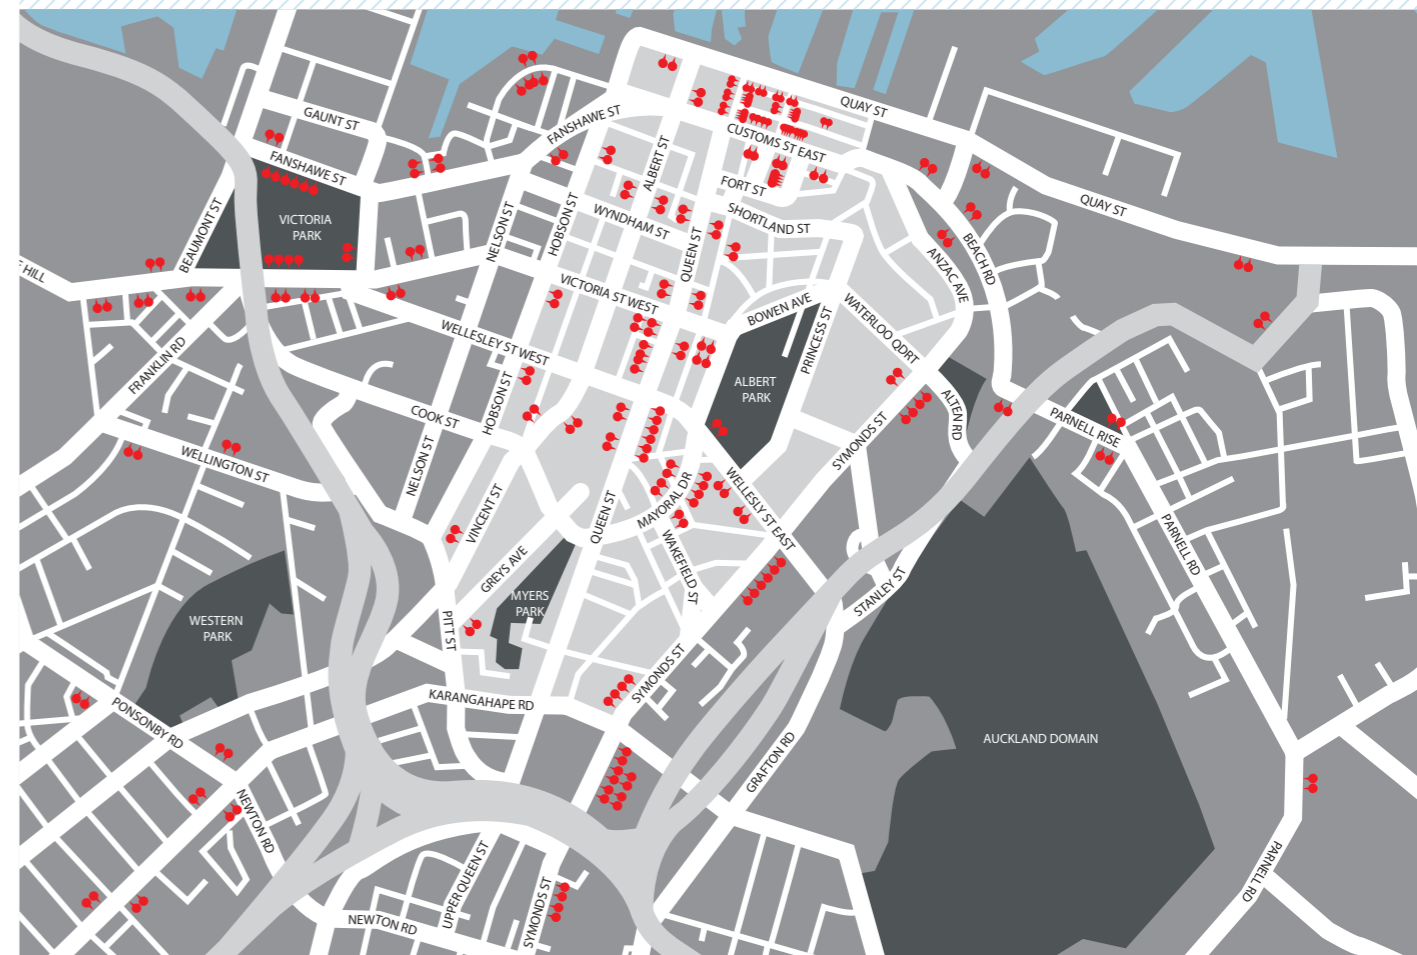 QUAY ST
GAUNT ST
FANSHAWE ST
CUSTOMS ST EAST
FANSHAWE ST
ALBERT ST
FORT ST
VICTORIA
PARK
BEAUMONT ST
NELSON ST
HOBSON ST
WYNDHAM ST
SHORTLAND ST
QUAY ST
QUEEN ST
ANZAC AVE
BEACH RD
E HILL
VICTORIA ST WEST
BOWEN AVE
PRINCESS ST
WATERLOO QDRT
WELLESLEY ST WEST
FRANKLIN RD
ALBERT
PARK
HOBSON ST
COOK ST
ALTEN RD
PARNELL RISE
SYMONDS ST
WELLINGTON ST
NELSON ST
VINCENT ST
QUEEN ST
MAYORAL DR
WELLESLY ST EAST
PARNELL RD
GREYS AVE
WAKEFIELD ST
STANLEY ST
MYERS
PARK
WESTERN
PARK
PITT ST
SYMONDS ST
KARANGAHAPE RD
PONSONBY RD
AUCKLAND DOMAIN
GRAFTON RD
NEWTON RD
UPPER QUEEN ST
SYMONDS ST
NEWTON RD
PARNELL RD